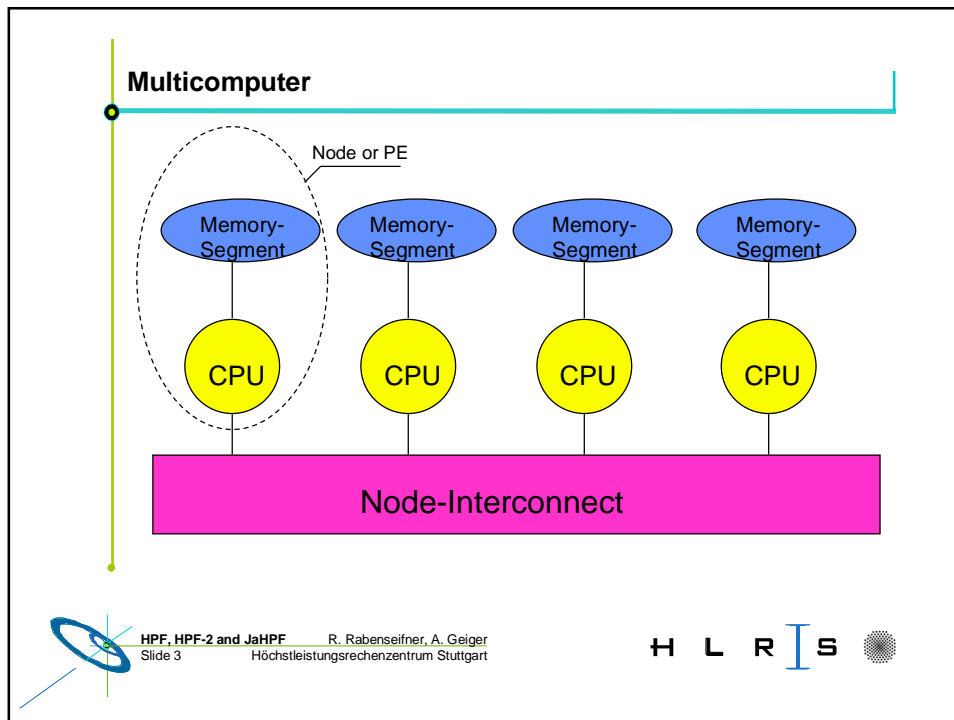 Multicomputer
Node or PE
Memory-
Segment
Memory-
Segment
Memory-
Segment
Memory-
Segment
CPU
CPU
CPU
CPU
Node-Interconnect
HPF, HPF-2 and JaHPF R. Rabenseifner, A. Geiger
Slide 3 Höchstleistungsrechenzentrum Stuttgart
H L R I S